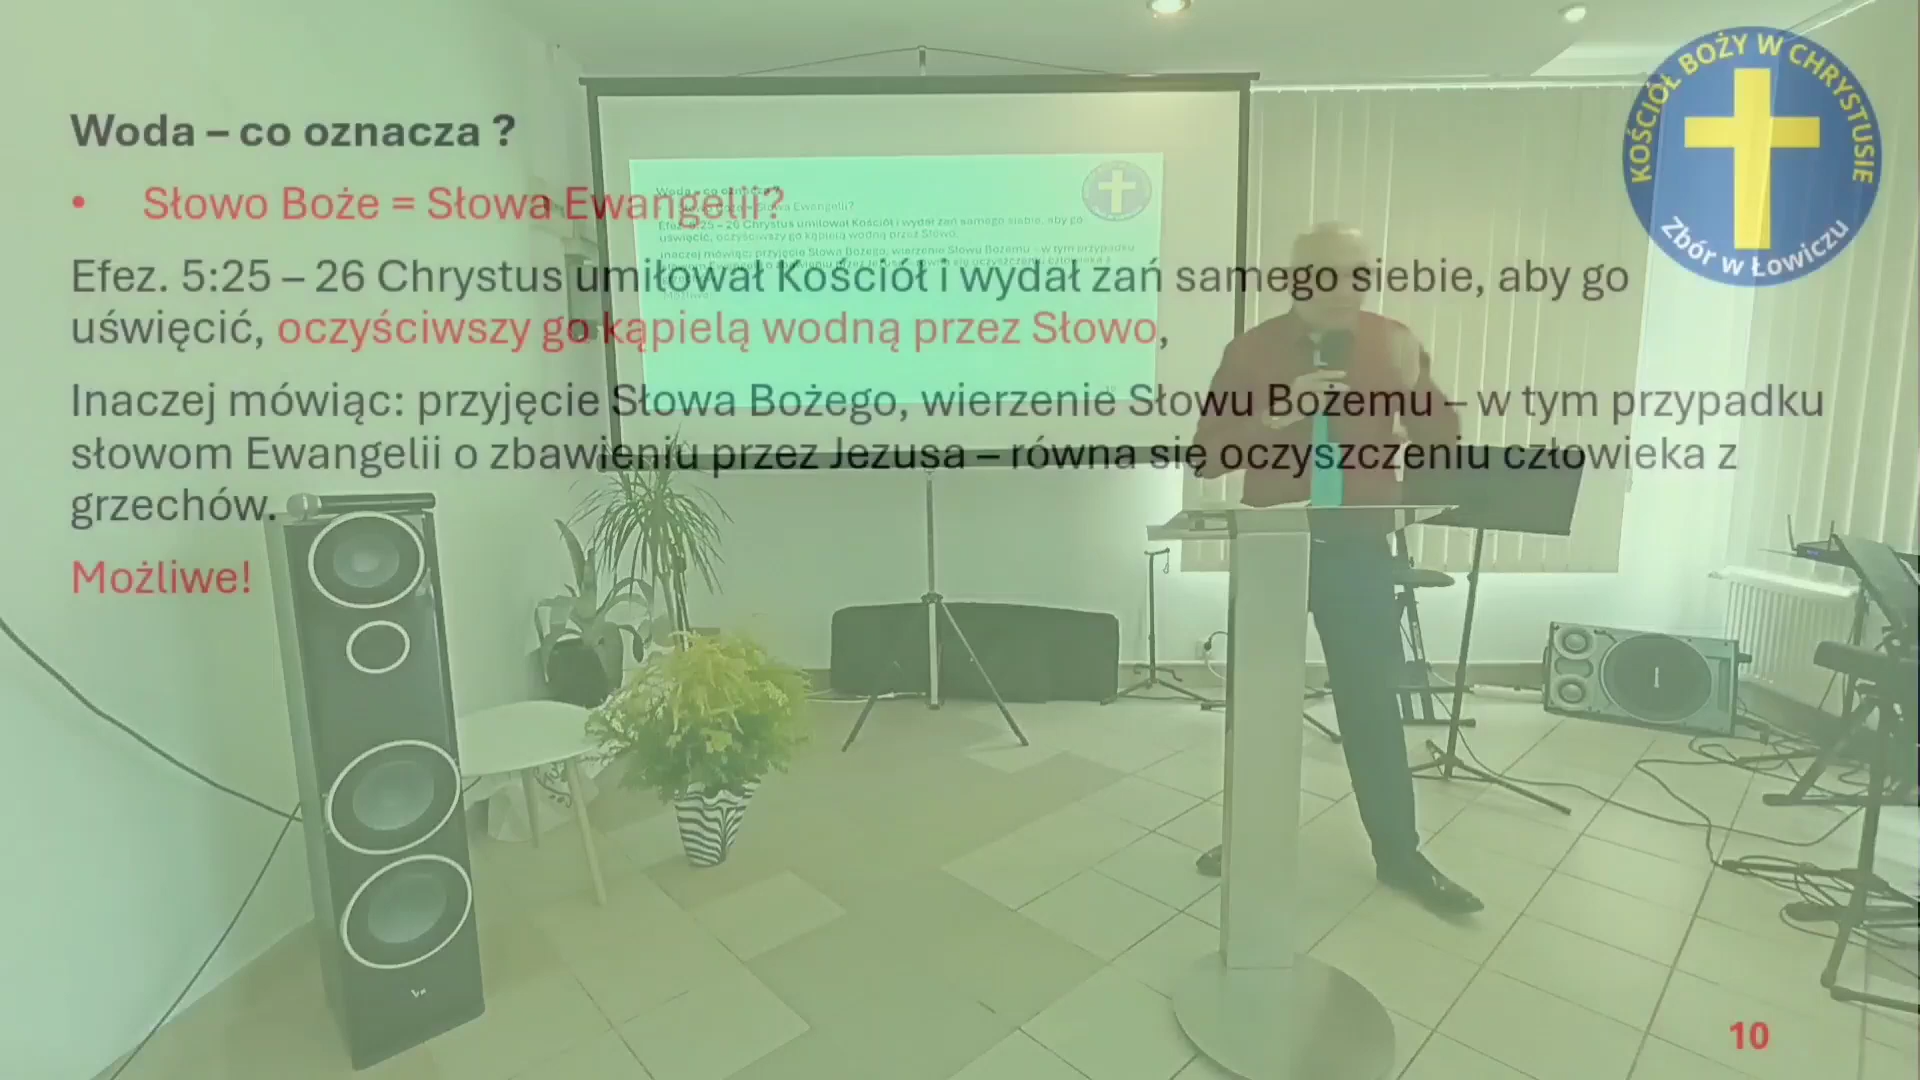 KOŚCIÓŁ BOŻY W CHRYSTUSIE
Zbór w Łowiczu
Woda – co oznacza ?
• Słowo Boże = Słowa Ewangelii?
Efez. 5:25 – 26 Chrystus umiłował Kościół i wydał zań samego siebie, aby go
uświęcić, oczyściwszy go kąpielą wodną przez Słowo,
Inaczej mówiąc: przyjęcie Słowa Bożego, wierzenie Słowu Bożemu – w tym przypadku
słowom Ewangelii o zbawieniu przez Jezusa – równa się oczyszczeniu człowieka z
grzechów.
Możliwe!
10